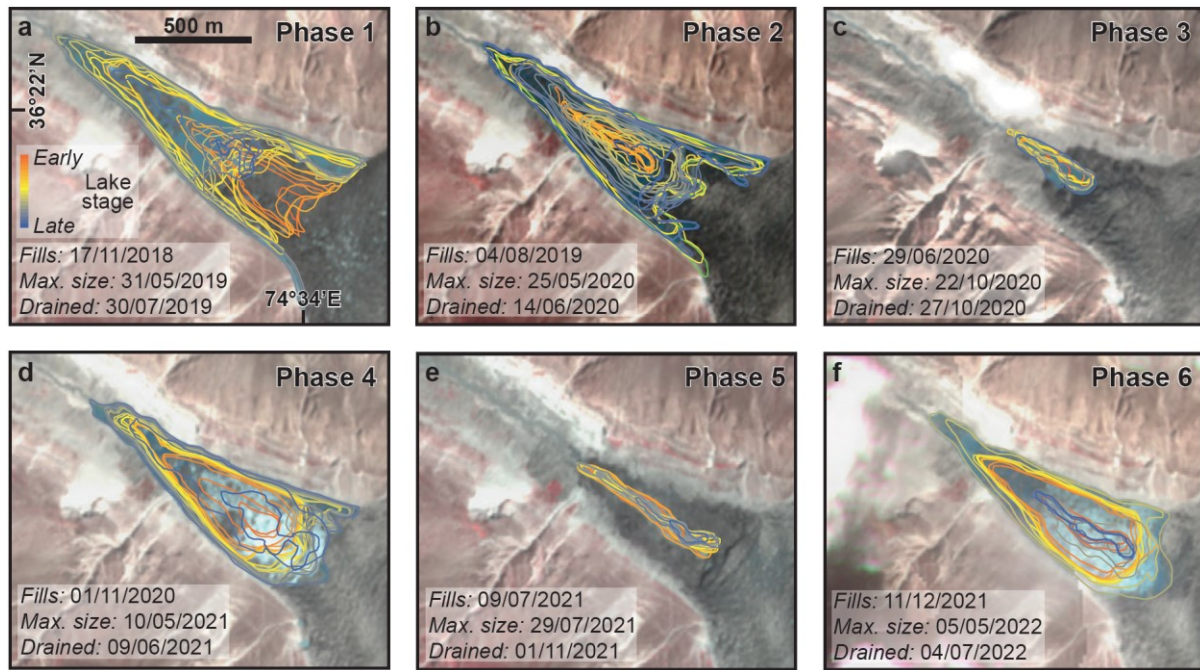 a
500 m
Phase 1
36°22'N
Early
Lake
stage
Late
Fills: 17/11/2018
Max. size: 31/05/2019
Drained: 30/07/2019
74°34'E
b
Phase 2
Fills: 04/08/2019
Max. size: 25/05/2020
Drained: 14/06/2020
c
Phase 3
Fills: 29/06/2020
Max. size: 22/10/2020
Drained: 27/10/2020
d
Phase 4
Fills: 01/11/2020
Max. size: 10/05/2021
Drained: 09/06/2021
e
Phase 5
Fills: 09/07/2021
Max. size: 29/07/2021
Drained: 01/11/2021
f
Phase 6
Fills: 11/12/2021
Max. size: 05/05/2022
Drained: 04/07/2022